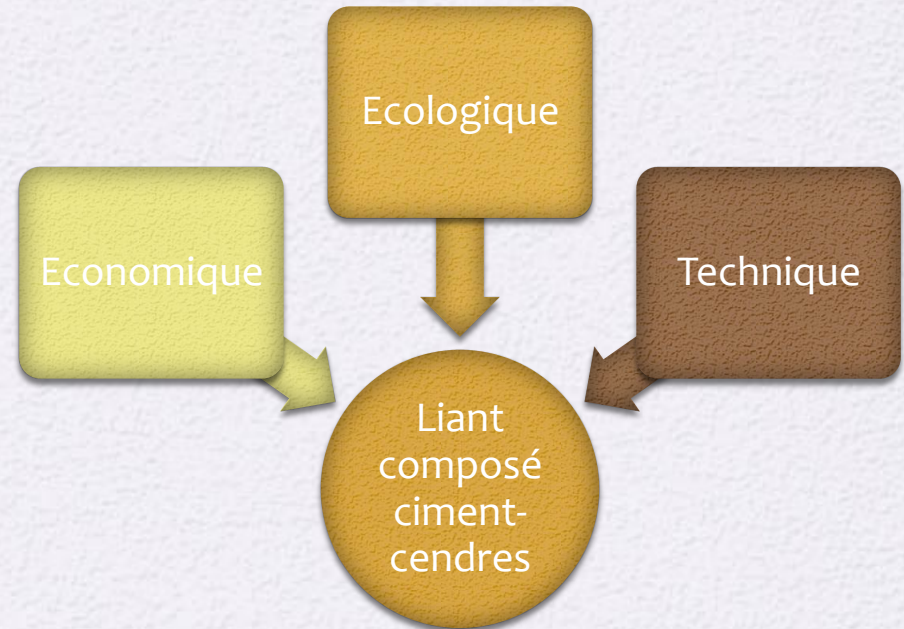 Ecologique
Economique
Technique
Liant
composé
ciment-
cendres